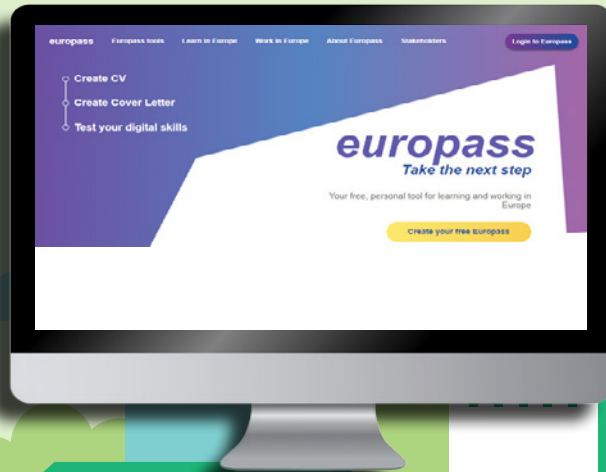 europass Europass tools Learn in Europe Work in Europe About Europass Stakeholders Login to Europass
Create CV
Create Cover Letter
Test your digital skills
europass
Take the next step
Your free, personal tool for learning and working in
Europe
Create your free Europass